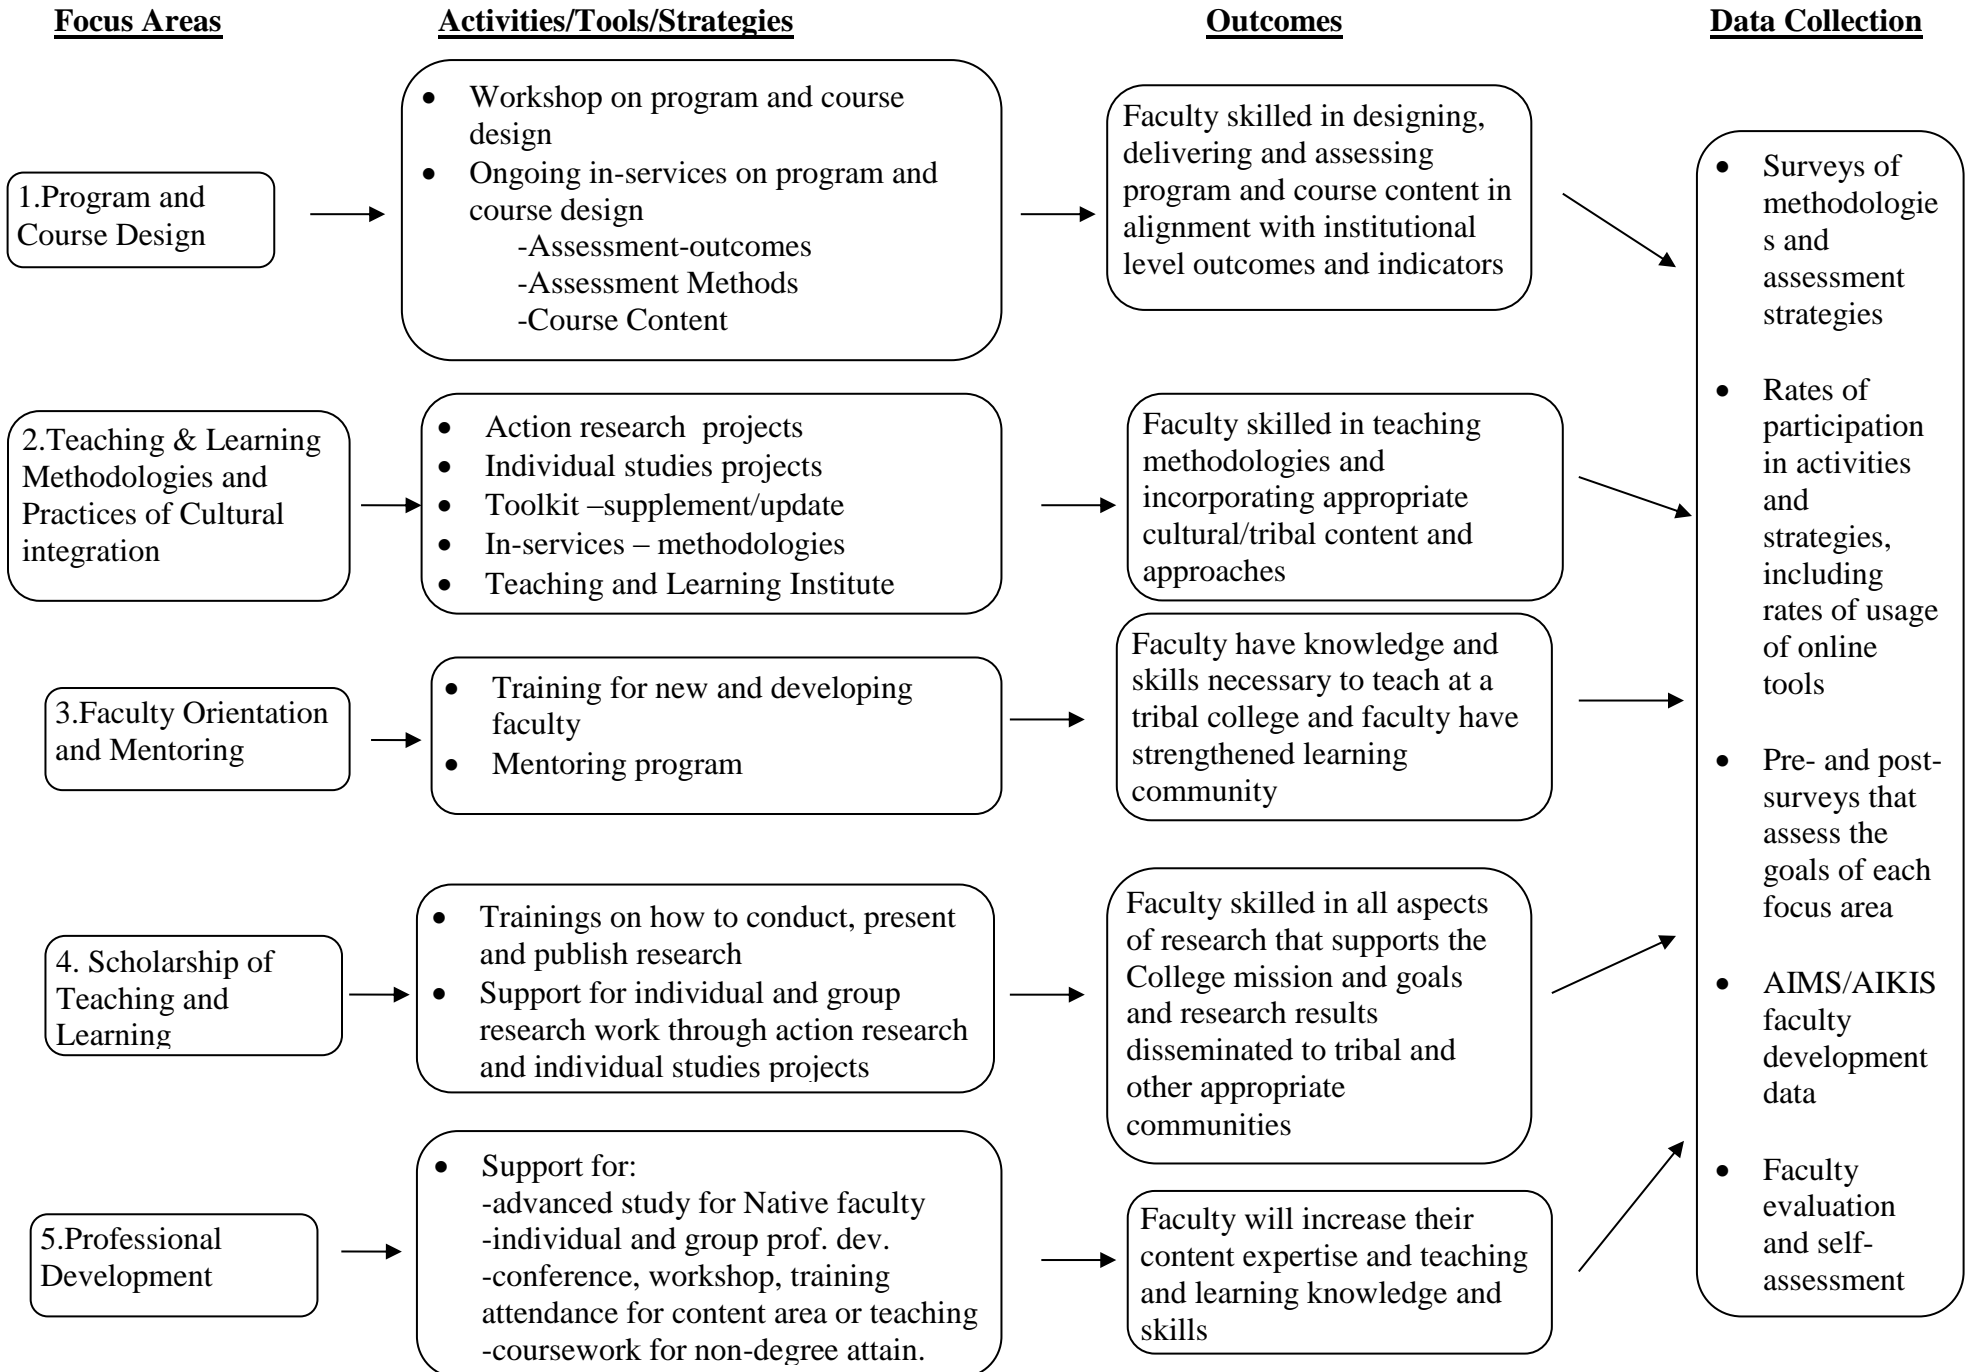 Focus Areas
Activities/Tools/Strategies
Outcomes
Data Collection
1.Program and
Course Design
• Workshop on program and course
design
• Ongoing in-services on program and
course design
-Assessment-outcomes
-Assessment Methods
-Course Content
Faculty skilled in designing,
delivering and assessing
program and course content in
alignment with institutional
level outcomes and indicators
2.Teaching & Learning
Methodologies and
Practices of Cultural
integration
• Action research projects
• Individual studies projects
• Toolkit –supplement/update
• In-services – methodologies
• Teaching and Learning Institute
Faculty skilled in teaching
methodologies and
incorporating appropriate
cultural/tribal content and
approaches
3.Faculty Orientation
and Mentoring
• Training for new and developing
faculty
• Mentoring program
Faculty have knowledge and
skills necessary to teach at a
tribal college and faculty have
strengthened learning
community
4. Scholarship of
Teaching and
Learning
• Trainings on how to conduct, present
and publish research
• Support for individual and group
research work through action research
and individual studies projects
Faculty skilled in all aspects
of research that supports the
College mission and goals
and research results
disseminated to tribal and
other appropriate
communities
5.Professional
Development
• Support for:
-advanced study for Native faculty
-individual and group prof. dev.
-conference, workshop, training
attendance for content area or teaching
-coursework for non-degree attain.
Faculty will increase their
content expertise and teaching
and learning knowledge and
skills
• Surveys of
methodologie
s and
assessment
strategies
• Rates of
participation
in activities
and
strategies,
including
rates of usage
of online
tools
• Pre- and post-
surveys that
assess the
goals of each
focus area
• AIMS/AIKIS
faculty
development
data
• Faculty
evaluation
and self-
assessment